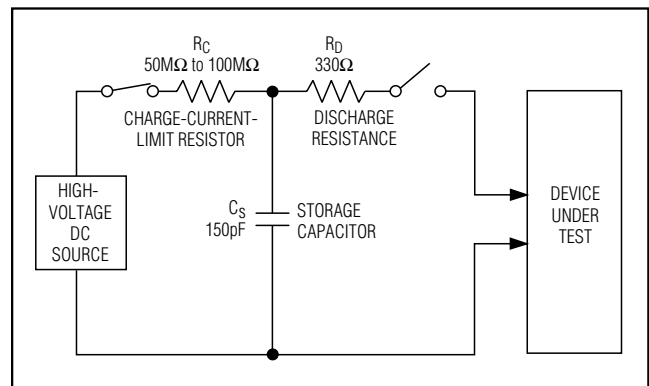 R_C
50MΩ to 100MΩ
CHARGE-CURRENT-
LIMIT RESISTOR
R_D
330Ω
DISCHARGE
RESISTANCE
HIGH-
VOLTAGE
DC
SOURCE
C_S
150pF
STORAGE
CAPACITOR
DEVICE
UNDER
TEST